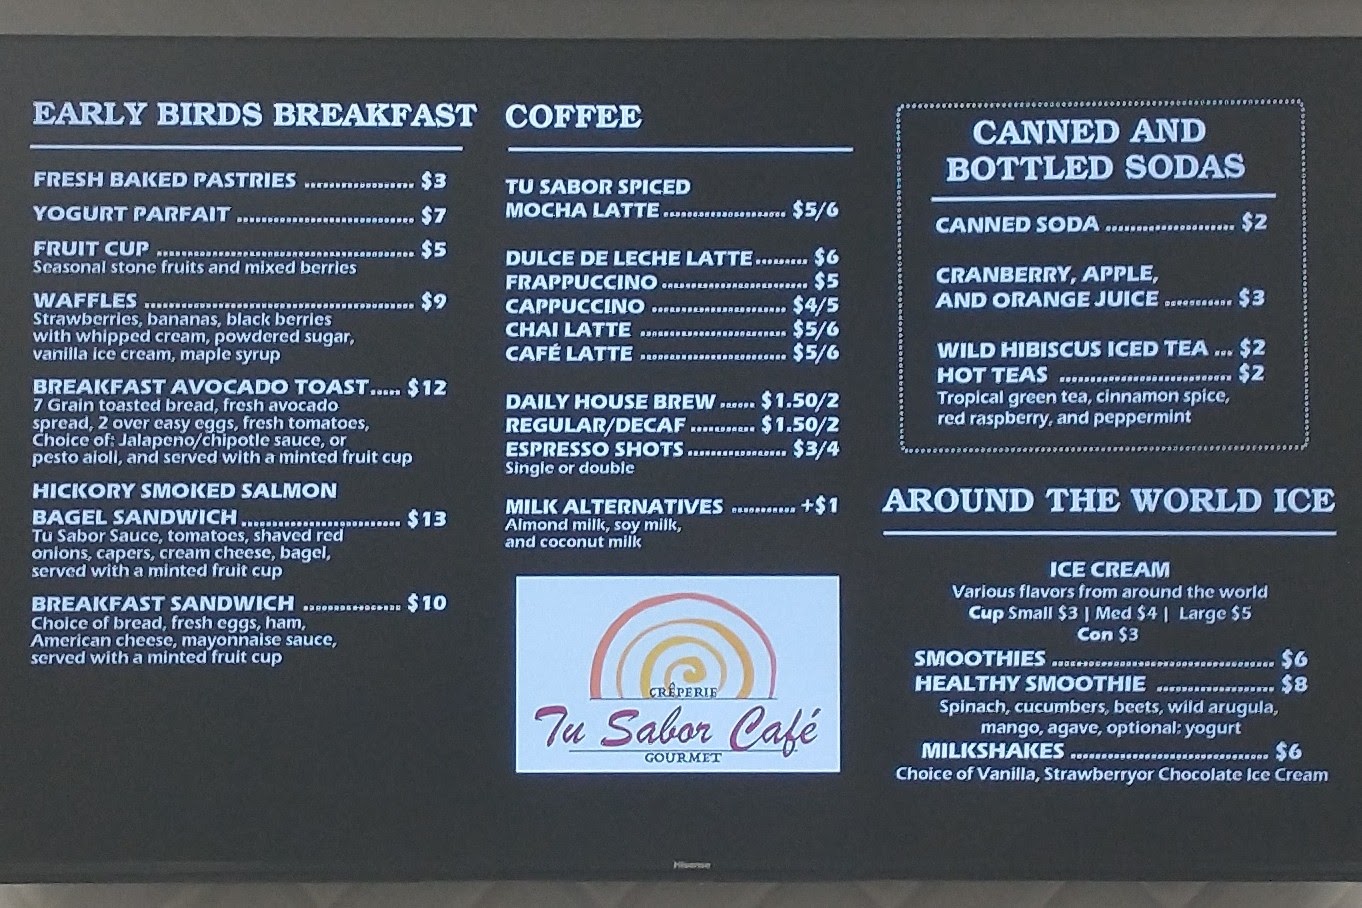 EARLY BIRDS BREAKFAST
FRESH BAKED PASTRIES .................. $3
YOGURT PARFAIT ............................. $7
FRUIT CUP .......................................... $5
Seasonal stone fruits and mixed berries
WAFFLES ............................................ $9
Strawberries, bananas, black berries
with whipped cream, powdered sugar,
vanilla ice cream, maple syrup
BREAKFAST AVOCADO TOAST..... $12
7 Grain toasted bread, fresh avocado
spread, 2 over easy eggs, fresh tomatoes,
Choice of: Jalapeno/chipotle sauce, or
pesto aioli, and served with a minted fruit cup
HICKORY SMOKED SALMON
BAGEL SANDWICH.......................... $13
Tu Sabor Sauce, tomatoes, shaved red
onions, capers, cream cheese, bagel,
served with a minted fruit cup
BREAKFAST SANDWICH ................ $10
Choice of bread, fresh eggs, ham,
American cheese, mayonnaise sauce,
served with a minted fruit cup
COFFEE
TU SABOR SPICED
MOCHA LATTE.................... $5/6
DULCE DE LECHE LATTE......... $6
FRAPPUCCINO ........................ $5
CAPPUCCINO ...................... $4/5
CHAI LATTE ........................ $5/6
CAFÉ LATTE ........................ $5/6
DAILY HOUSE BREW ...... $1.50/2
REGULAR/DECAF ........... $1.50/2
ESPRESSO SHOTS ................. $3/4
Single or double
MILK ALTERNATIVES ........... +$1
Almond milk, soy milk,
and coconut milk
CRÊPERIE
Tu Sabor Café
GOURMET
CANNED AND
BOTTLED SODAS
CANNED SODA ..................... $2
CRANBERRY, APPLE,
AND ORANGE JUICE ........... $3
WILD HIBISCUS ICED TEA ... $2
HOT TEAS ............................ $2
Tropical green tea, cinnamon spice,
red raspberry, and peppermint
AROUND THE WORLD ICE
ICE CREAM
Various flavors from around the world
Cup Small $3 | Med $4 | Large $5
Con $3
SMOOTHIES .................................... $6
HEALTHY SMOOTHIE ................... $8
Spinach, cucumbers, beets, wild arugula,
mango, agave, optional: yogurt
MILKSHAKES ................................ $6
Choice of Vanilla, Strawberryor Chocolate Ice Cream
Hisense